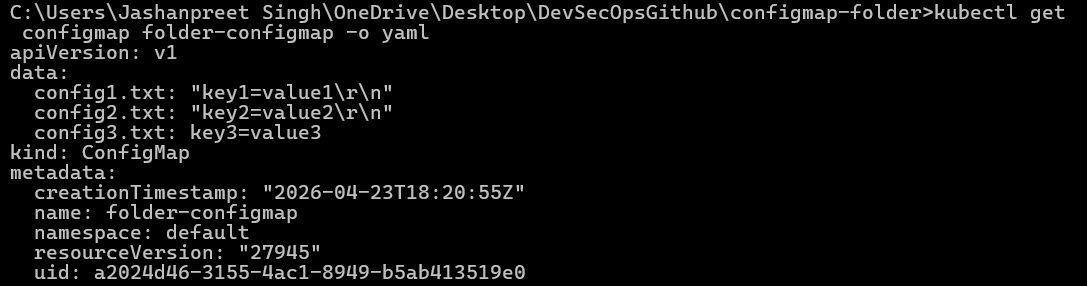 C:\Users\Jashanpreet Singh\OneDrive\Desktop\DevSecOpsGithub\configmap-folder>kubectl get
 configmap folder-configmap -o yaml
apiVersion: v1
data:
  config1.txt: "key1=value1\r\n"
  config2.txt: "key2=value2\r\n"
  config3.txt: key3=value3
kind: ConfigMap
metadata:
  creationTimestamp: "2026-04-23T18:20:55Z"
  name: folder-configmap
  namespace: default
  resourceVersion: "27945"
  uid: a2024d46-3155-4ac1-8949-b5ab413519e0